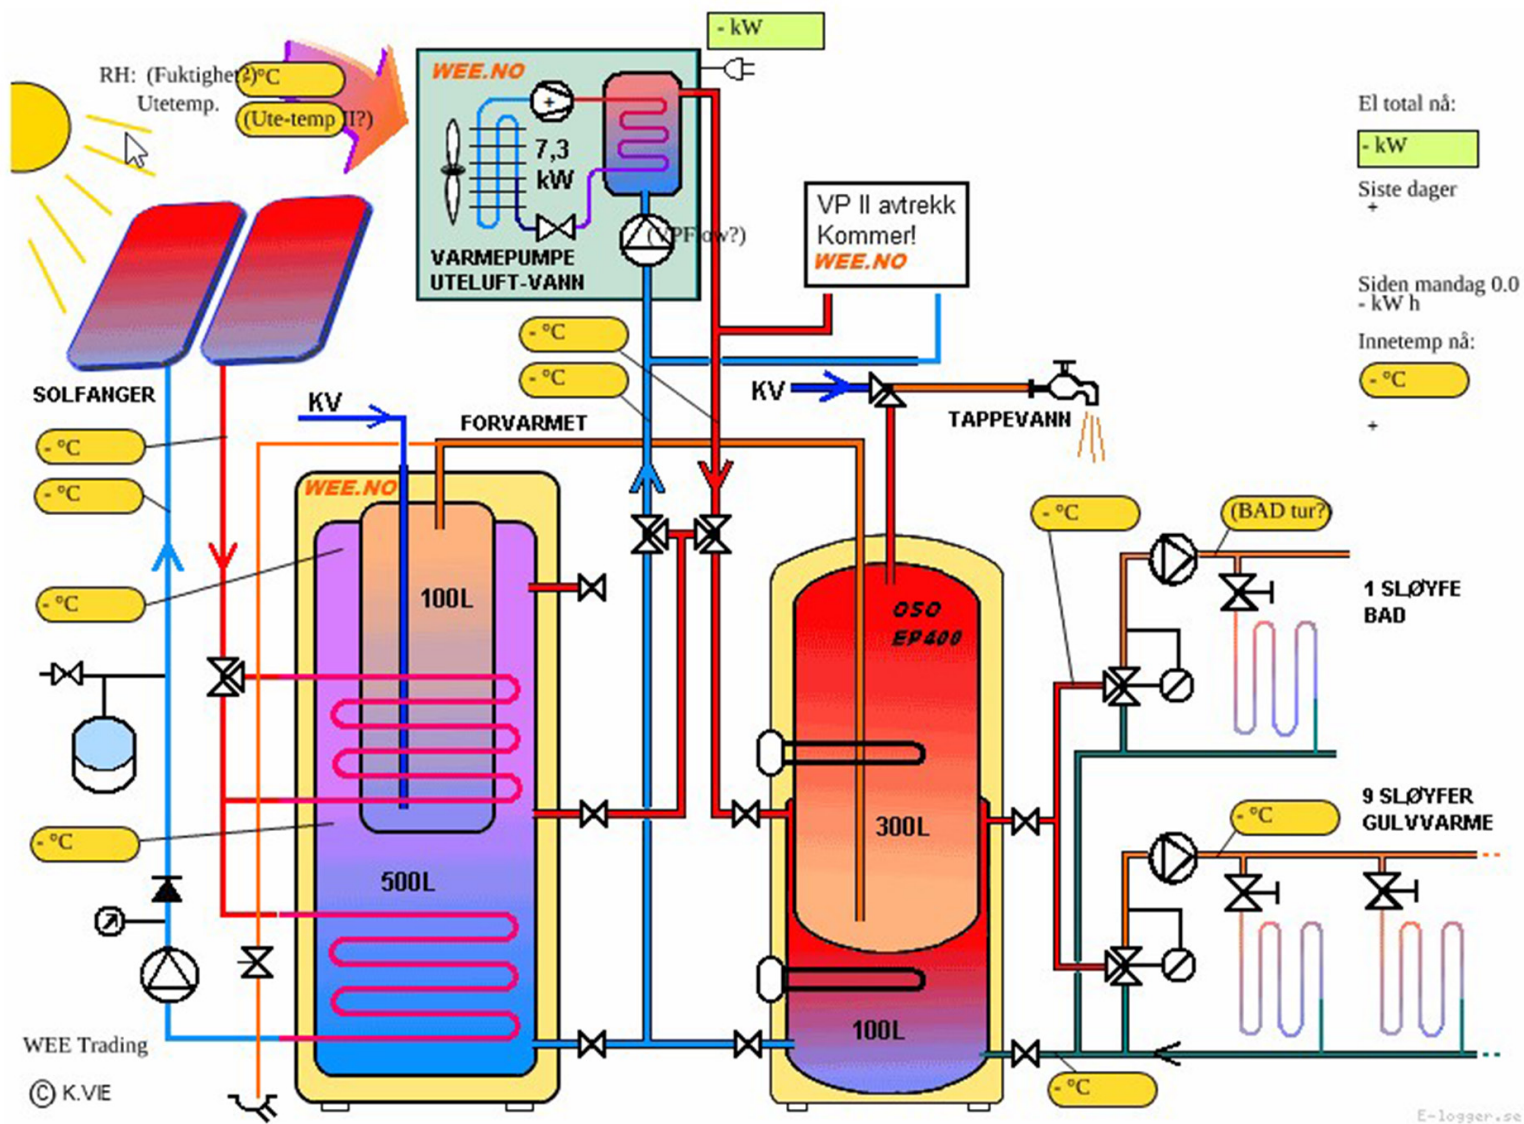 - kW
RH: (Fuktighet?)
- °C
Utetemp.
(Ute-temp II?)
WEE.NO
7,3
kW
(VPFlow?)
VARMEPUMPE
UTELUFT-VANN
El total nå:
- kW
Siste dager
+
VP II avtrekk
Kommer!
WEE.NO
Siden mandag 0.0
- kW h
Innetemp nå:
- °C
+
- °C
- °C
SOLFANGER
KV
FORVARMET
KV
TAPPEVANN
- °C
- °C
WEE.NO
- °C
(BAD tur?)
- °C
100L
OSO
EP400
1 SLØYFE
BAD
9 SLØYFER
GULVVARME
- °C
- °C
300L
500L
100L
- °C
WEE Trading
© K.VIE
E-logger.se